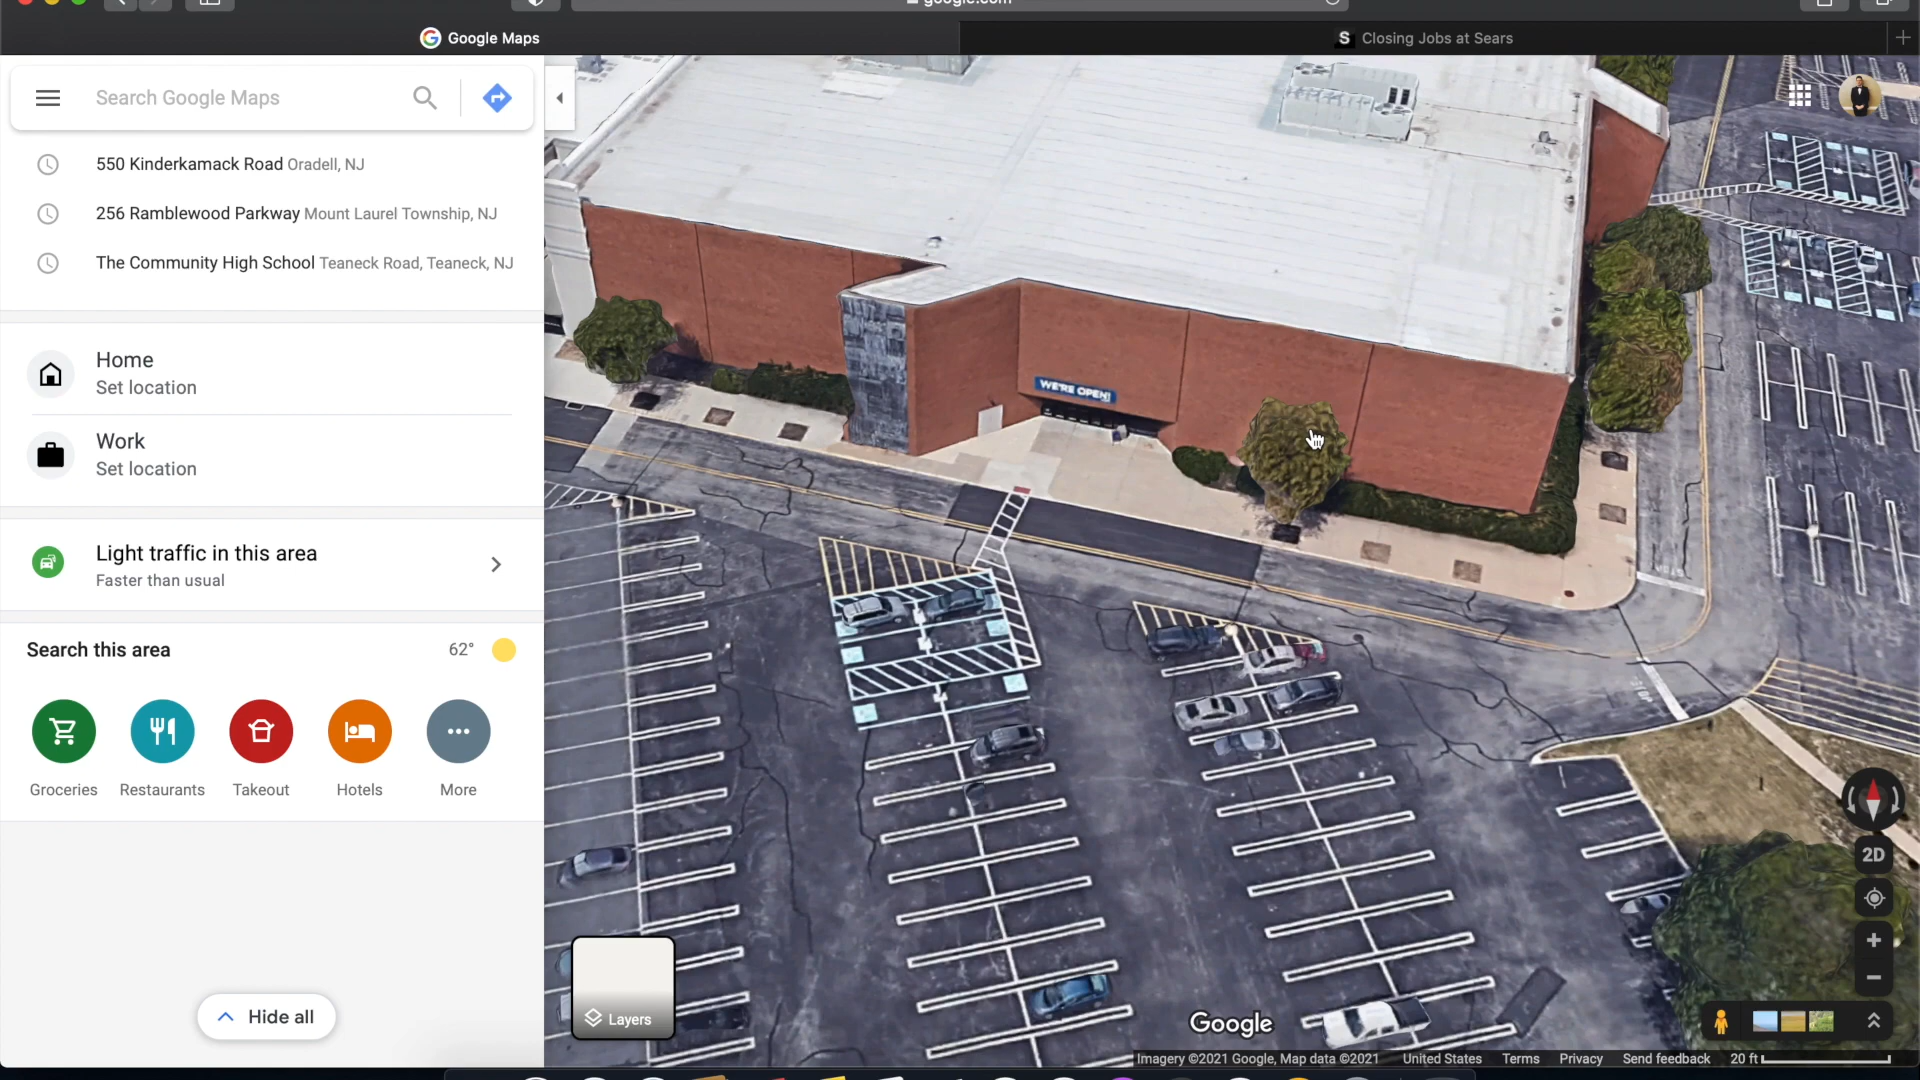 google.com
Google Maps
S Closing Jobs at Sears
Search Google Maps
550 Kinderkamack Road Oradell, NJ
256 Ramblewood Parkway Mount Laurel Township, NJ
The Community High School Teaneck Road, Teaneck, NJ
Home
Set location
Work
Set location
Light traffic in this area
Faster than usual
Search this area 62°
Groceries Restaurants Takeout Hotels More
Hide all
WE'RE OPEN!
STOP
2D
Layers
Google
Imagery ©2021 Google, Map data ©2021 United States Terms Privacy Send feedback 20 ft